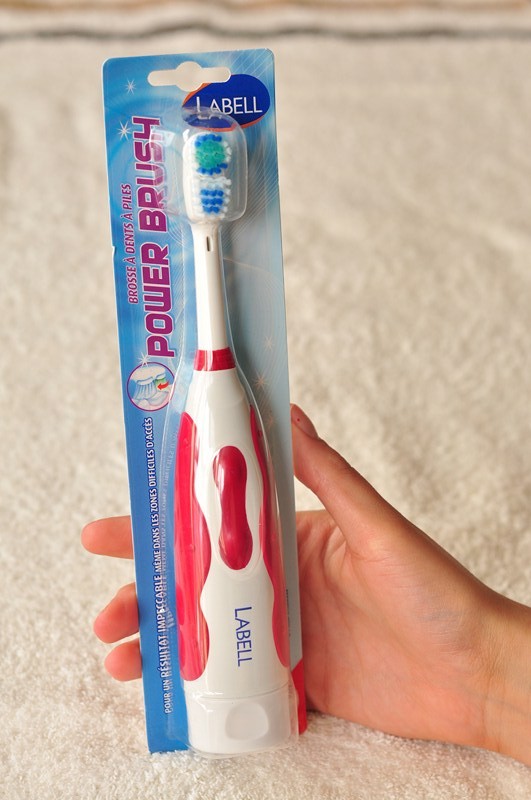 LABELL
BROSSE À DENTS À PILES
POWER BRUSH
POUR UN RÉSULTAT IMPECCABLE MÊME DANS LES ZONES DIFFICILES D'ACCÈS
LABELL